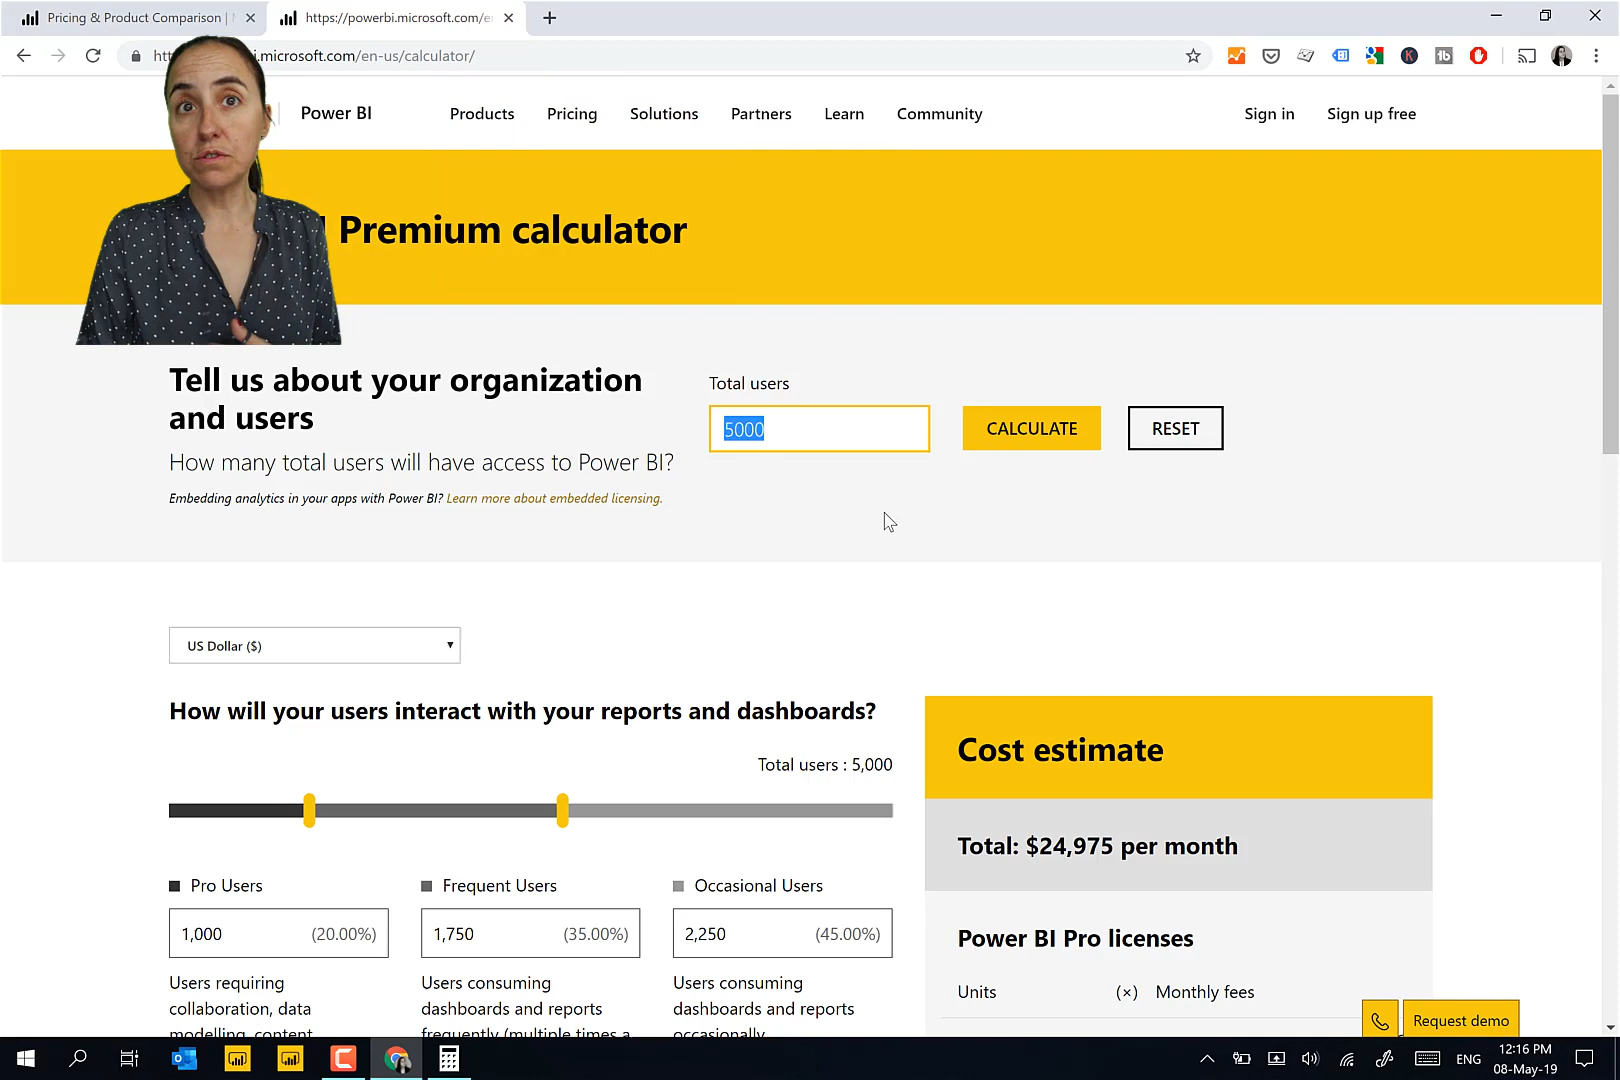 Pricing & Product Comparison |
https://powerbi.microsoft.com/e
i.microsoft.com/en-us/calculator/
Power BI
Products
Pricing
Solutions
Partners
Learn
Community
Sign in
Sign up free
Premium calculator
Tell us about your organization
and users
How many total users will have access to Power BI?
Embedding analytics in your apps with Power BI? Learn more about embedded licensing.
Total users
5000
CALCULATE
RESET
US Dollar ($)
How will your users interact with your reports and dashboards?
Total users : 5,000
Pro Users
1,000 (20.00%)
Users requiring
collaboration, data
modelling, content
Frequent Users
1,750 (35.00%)
Users consuming
dashboards and reports
frequently (multiple times a
Occasional Users
2,250 (45.00%)
Users consuming
dashboards and reports
occasionally
Cost estimate
Total: $24,975 per month
Power BI Pro licenses
Units (×) Monthly fees
Request demo
ENG
12:16 PM
08-May-19